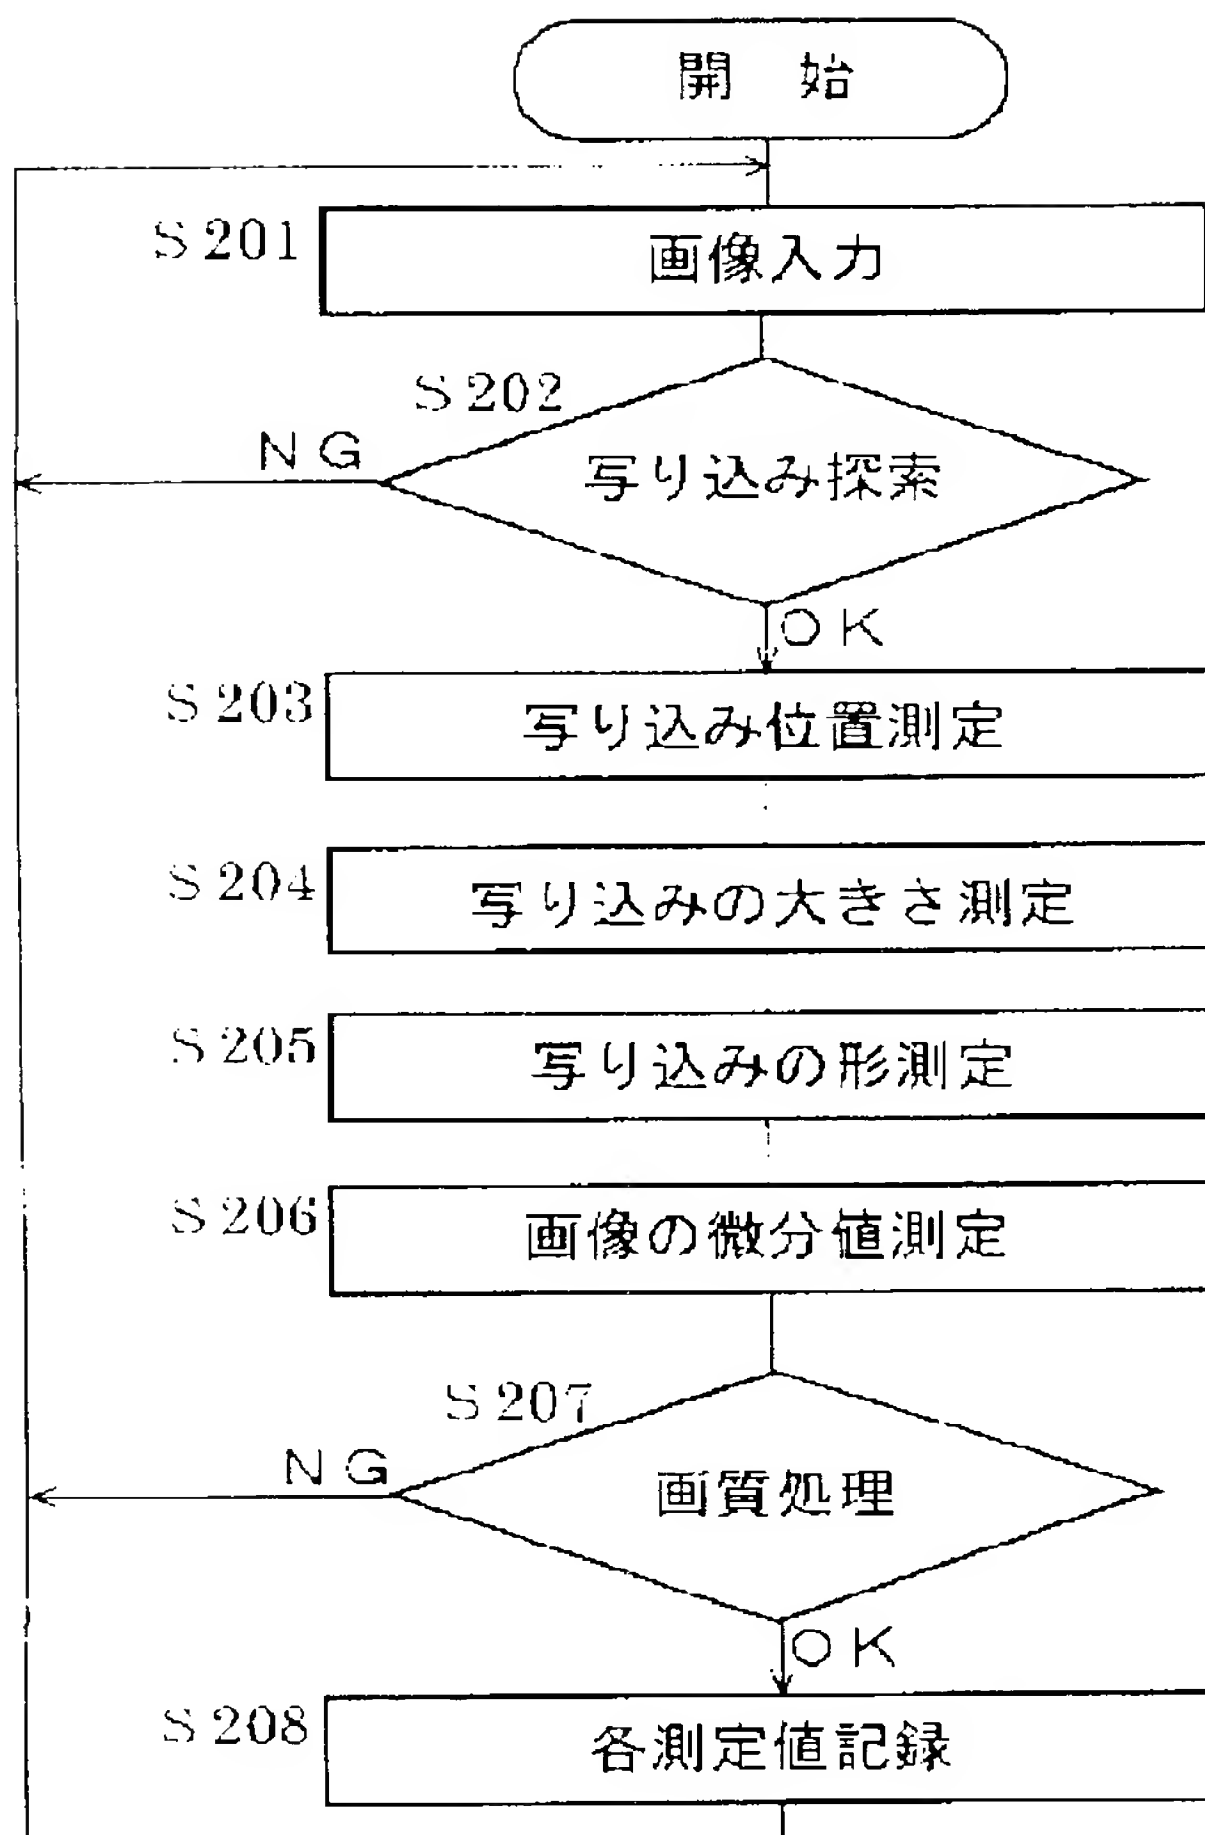 開 始
S201
画像入力
S202
NG
写り込み探索
OK
S203
写り込み位置測定
S204
写り込みの大きさ測定
S205
写り込みの形測定
S206
画像の微分値測定
S207
NG
画質処理
OK
S208
各測定値記録